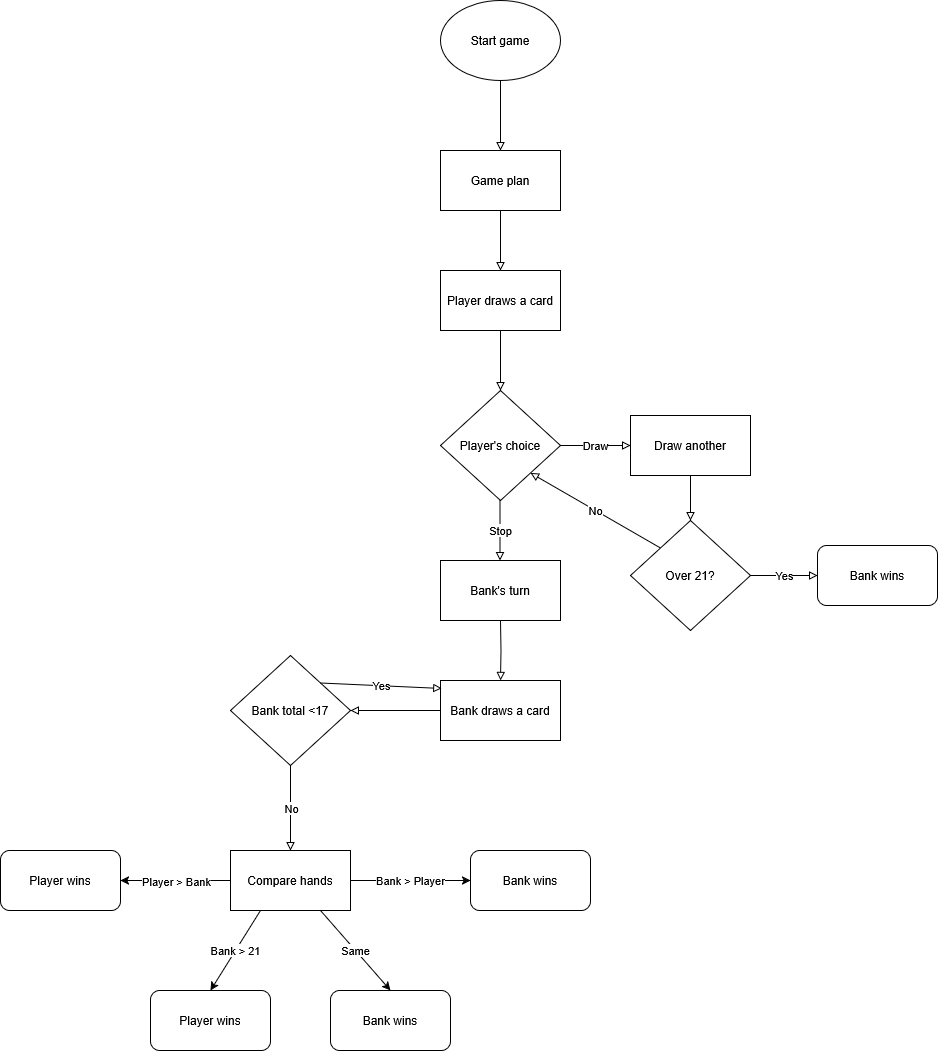 Start game
Game plan
Player draws a card
Player's choice
Draw
Draw another
No
Stop
Over 21?
Yes
Bank wins
Bank's turn
Yes
Bank total <17
Bank draws a card
No
Player wins
Player > Bank
Compare hands
Bank > Player
Bank wins
Bank > 21
Same
Player wins
Bank wins